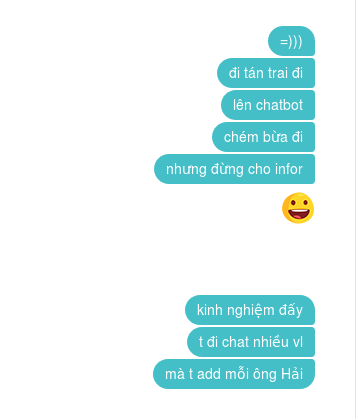 =)))
đi tán trai đi
lên chatbot
chém bừa đi
nhưng đừng cho infor
kinh nghiệm đấy
t đi chat nhiều vl
mà t add mỗi ông Hải